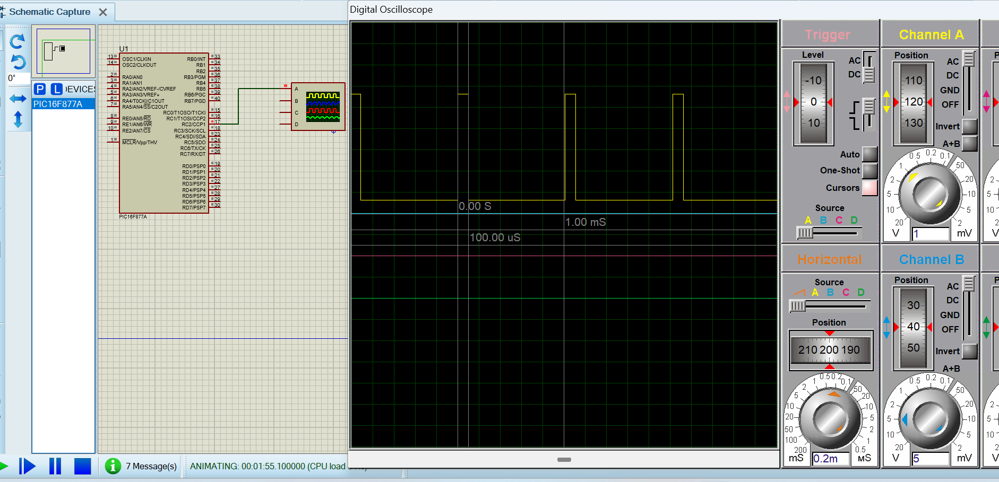 Schematic Capture
Digital Oscilloscope
0°
P L
PIC16F877A
U1
13 OSC1/CLKIN RB0/INT 33
14 OSC2/CLKOUT RB1 34
RB2 35
2 RA0/AN0 RB3/PGM 36
3 RA1/AN1 RB4 37
4 RA2/AN2/VREF-/CVREF RB5 38
5 RA3/AN3/VREF+ RB6/PGC 39
6 RA4/T0CKI/C1OUT RB7/PGD 40
7 RA5/AN4/SS/C2OUT
RC0/T1OSO/T1CKI 15
8 RE0/AN5/RD RC1/T1OSI/CCP2 16
9 RE1/AN6/WR RC2/CCP1 17
10 RE2/AN7/CS RC3/SCK/SCL 18
RC4/SDI/SDA 23
1 MCLR/Vpp/THV RC5/SDO 24
RC6/TX/CK 25
RC7/RX/DT 26
RD0/PSP0 19
RD1/PSP1 20
RD2/PSP2 21
RD3/PSP3 22
RD4/PSP4 27
RD5/PSP5 28
RD6/PSP6 29
RD7/PSP7 30
PIC16F877A
A
B
C
D
0.00 S
1.00 mS
100.00 uS
Trigger
Level
AC
DC
-10
0
10
Auto
One-Shot
Cursors
Source
A B C D
Channel A
Position
AC
DC
GND
OFF
110
120
130
Invert
A+B
20 10 5 2 1 0.5 0.2 0.1 50 20 10 5 2
V 1 mV
Horizontal
Source
A B C D
Position
210 200 190
200 100 50 20 10 5 2 1 0.5 0.2 0.1 50 20 10 5 2 1 0.5
mS 0.2m µS
Channel B
Position
AC
DC
GND
OFF
30
40
50
Invert
A+B
20 10 5 2 1 0.5 0.2 0.1 50 20 10 5 2
V 5 mV
7 Message(s)
ANIMATING: 00:01:55.100000 (CPU load